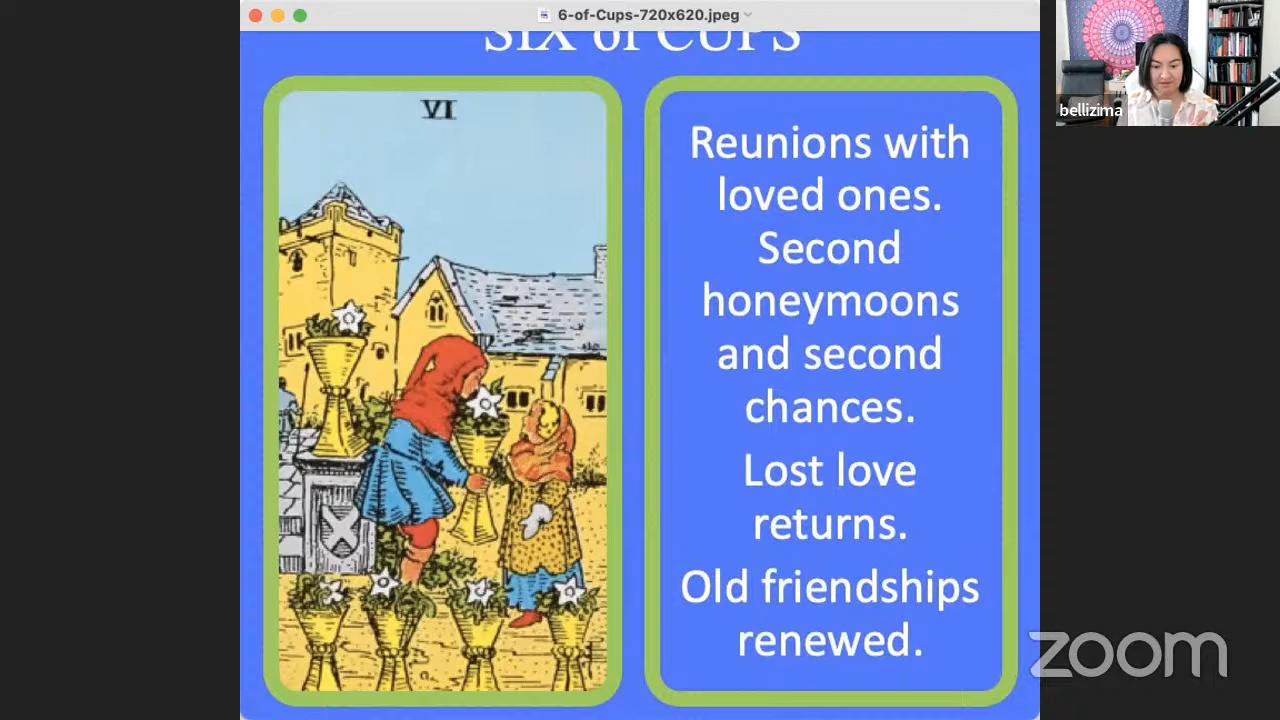 6-of-Cups-720x620.jpeg
SIX of CUPS
VI
Reunions with
loved ones.
Second
honeymoons
and second
chances.
Lost love
returns.
Old friendships
renewed.
bellizima
zoom